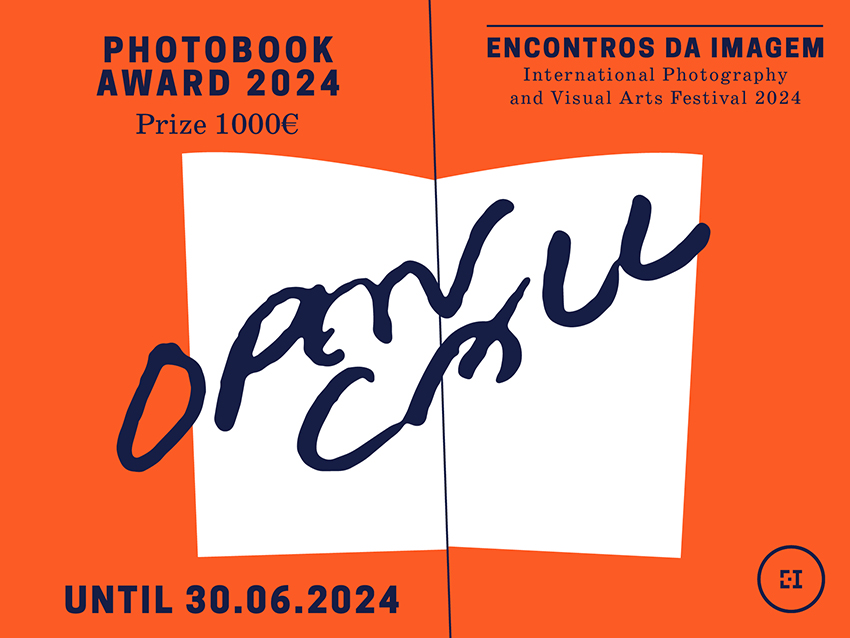 PHOTOBOOK
AWARD 2024
Prize 1000€
ENCONTROS DA IMAGEM
International Photography
and Visual Arts Festival 2024
OPEN
CALL
UNTIL 30.06.2024
EI